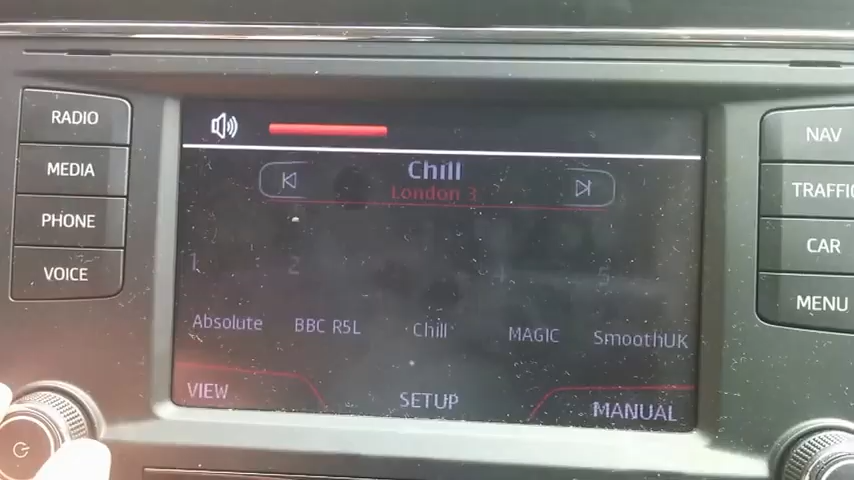 RADIO
MEDIA
PHONE
VOICE
Chill
London 3
1 2 4 5
Absolute BBC R5L Chill MAGIC SmoothUK
VIEW SETUP MANUAL
NAV
TRAFFIC
CAR
MENU